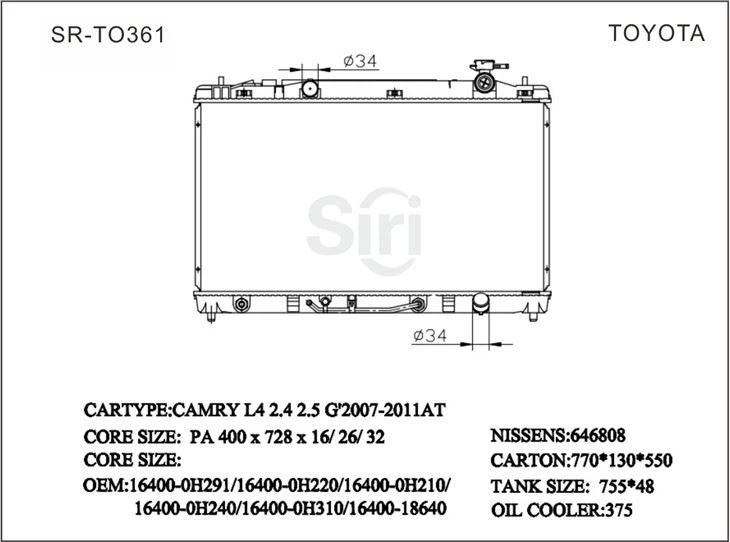 SR-TO361
TOYOTA
Ø34
Siri
Ø34
CARTYPE:CAMRY L4 2.4 2.5 G'2007-2011AT
CORE SIZE: PA 400 x 728 x 16/ 26/ 32
NISSENS:646808
CORE SIZE:
CARTON:770*130*550
OEM:16400-0H291/16400-0H220/16400-0H210/
TANK SIZE: 755*48
16400-0H240/16400-0H310/16400-18640
OIL COOLER:375